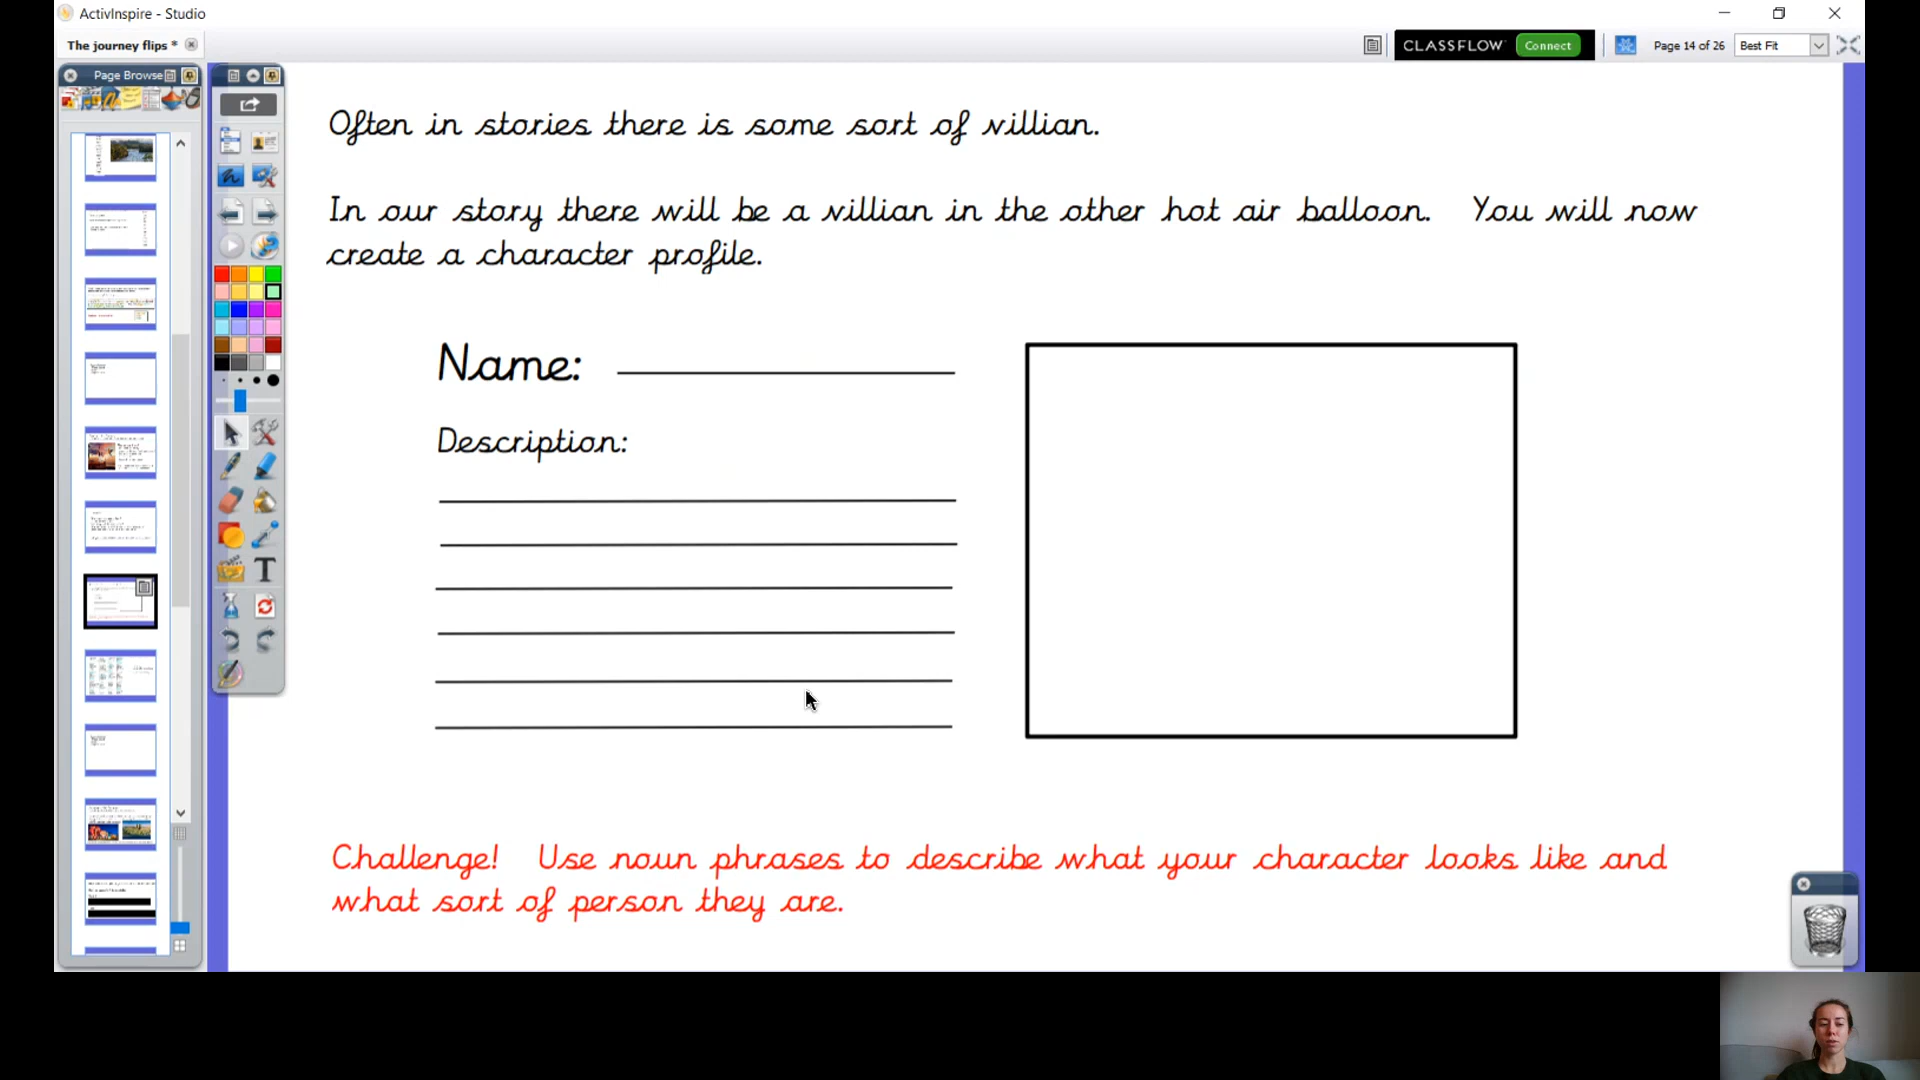 ActivInspire - Studio
The journey flips *
CLASSFLOW Connect
Page 14 of 26
Best Fit
Page Browse
Often in stories there is some sort of villian.
In our story there will be a villian in the other hot air balloon. You will now
create a character profile.
Name:
Description:
T
Challenge! Use noun phrases to describe what your character looks like and
what sort of person they are.